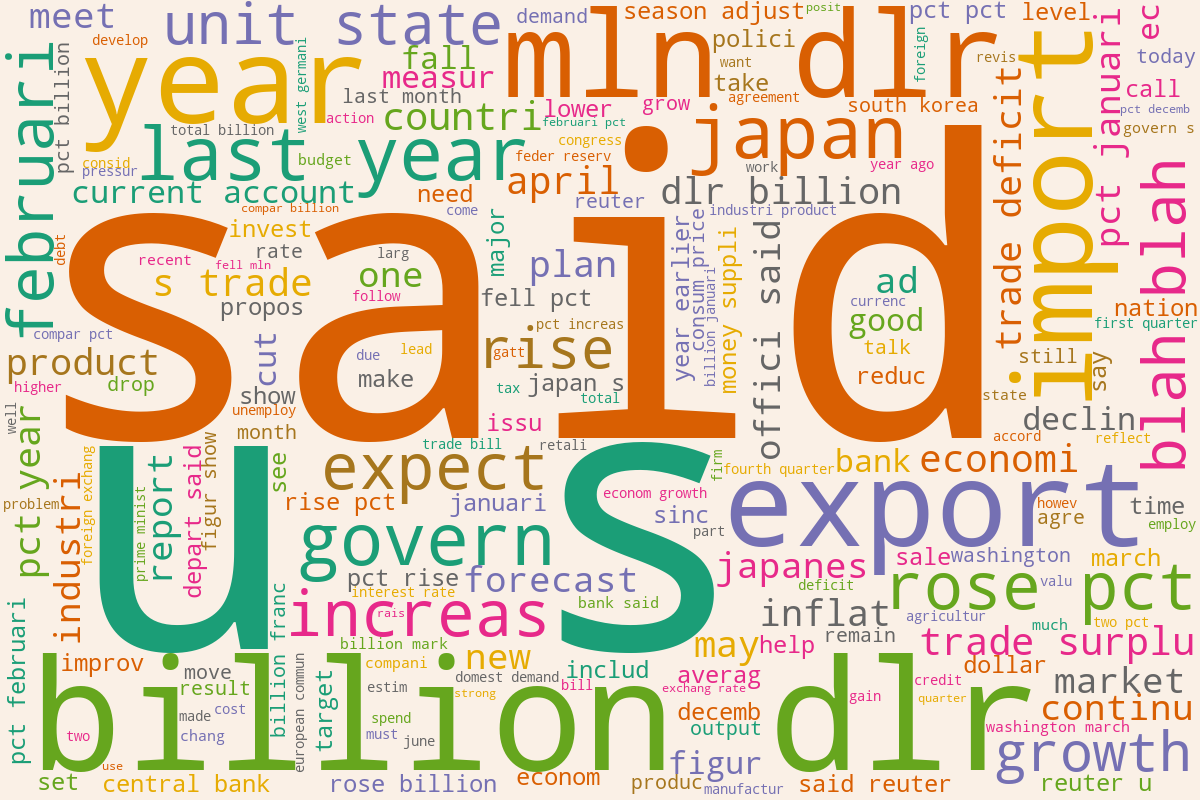 meet
unit state
demand
mln dlr
season adjust
posit
pct pct
level
ec
develop
year
fall
measur
polici
want
take
foreign
revis
today
februari
pct billion
west germani
last month
countri
lower
grow
agreement
south korea
import
pct januari
call
pct decemb
action
total billion
februari pct
congress
japan
govern s
last year
budget
feder reserv
work
year ago
trade deficit
consid
pressur
current account
need
april
reuter
dlr billion
blah blah
compar billion
come
industri product
debt
invest
major
year earlier
consum price
money suppli
offici said
said
recent
rate
fell mln
larg
plan
billion januari
s trade
one
follow
ad
currenc
propos
fell pct
good
nation
first quarter
compar pct
cut
due
lead
rise
gatt
pct increas
talk
still
say
product
higher
drop
show
make
tax
japan s
total
reduc
state
well
unemploy
month
issu
declin
pct year
trade bill
retali
accord
reflect
industri
foreign exchang
report
depart said
figur show
see
expect
us
firm
fourth quarter
bank
economi
problem
prime minist
rise pct
januari
econom growth
sinc
export
howev
agre
time
employ
part
govern
japanes
sale
washington
march
pct rise
forecast
deficit
rose pct
valu
interest rate
bank said
increas
rais
inflat
agricultur
much
two pct
pct februari
billion franc
billion mark
may
help
remain
trade surplu
improv
move
european commun
target
compani
new
domest demand
includ
averag
dollar
result
estim
strong
bill
exchang rate
credit
market
billion dlr
made
cost
spend
decemb
gain
quarter
continu
two
chang
must
june
output
washington march
use
figur
growth
set
central bank
rose billion
econom
produc
manufactur
said reuter
reuter u